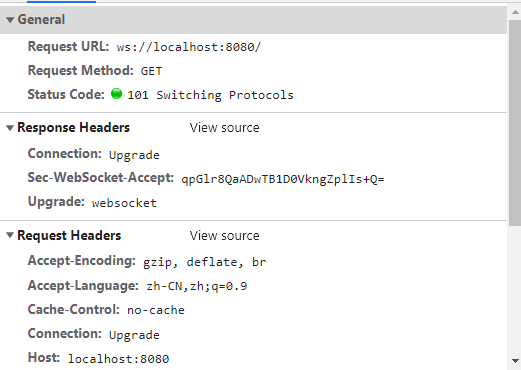 General
Request URL: ws://localhost:8080/
Request Method: GET
Status Code: 101 Switching Protocols
Response Headers View source
Connection: Upgrade
Sec-WebSocket-Accept: qpGlr8QaADwTB1D0VkngZplIs+Q=
Upgrade: websocket
Request Headers View source
Accept-Encoding: gzip, deflate, br
Accept-Language: zh-CN,zh;q=0.9
Cache-Control: no-cache
Connection: Upgrade
Host: localhost:8080